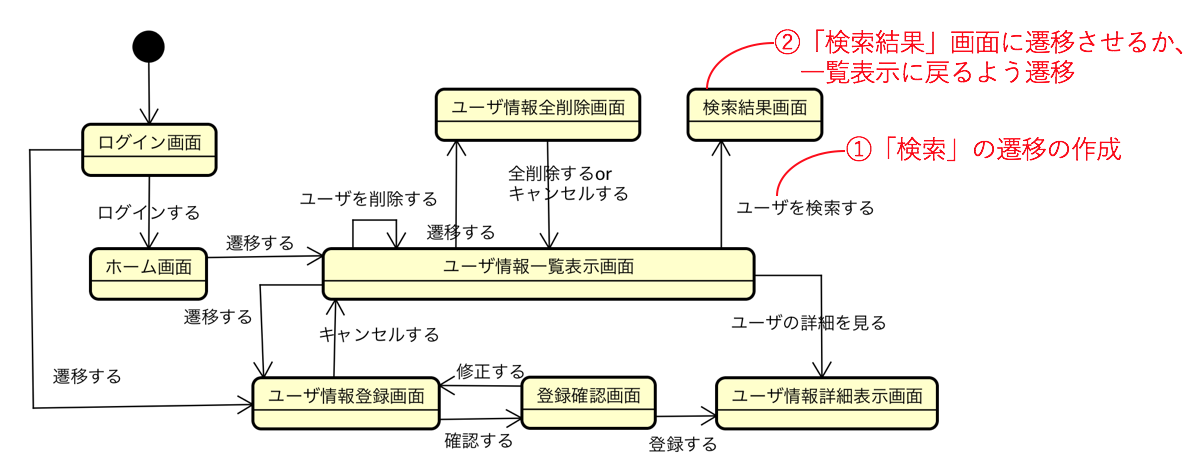 ②「検索結果」画面に遷移させるか、
一覧表示に戻るよう遷移
ユーザ情報全削除画面
検索結果画面
ログイン画面
①「検索」の遷移の作成
全削除するor
キャンセルする
ユーザを削除する
ユーザを検索する
ログインする
遷移する
遷移する
ホーム画面
ユーザ情報一覧表示画面
遷移する
キャンセルする
ユーザの詳細を見る
遷移する
修正する
ユーザ情報登録画面
登録確認画面
ユーザ情報詳細表示画面
確認する
登録する